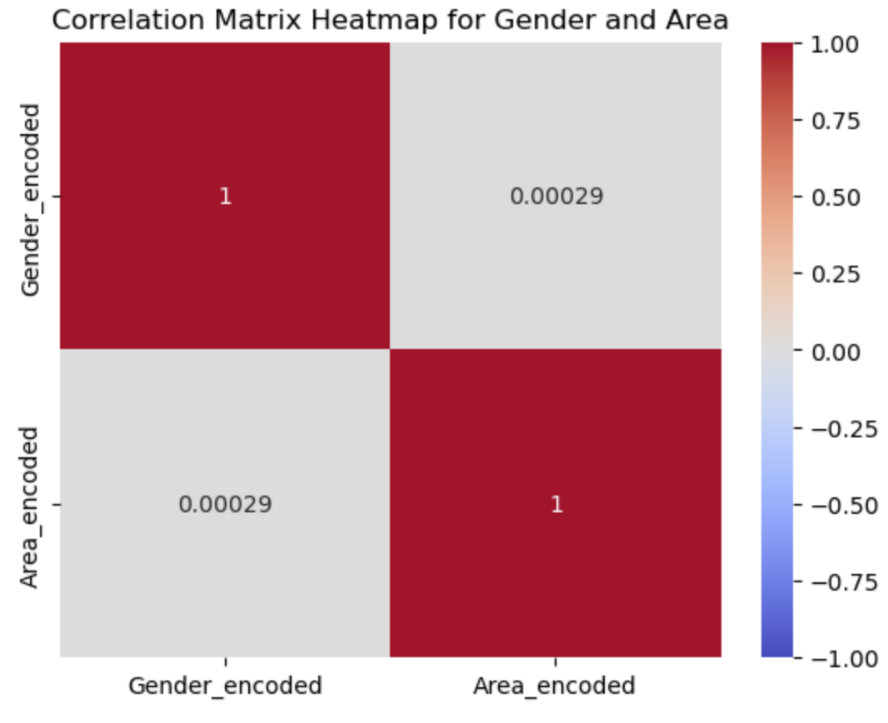 Correlation Matrix Heatmap for Gender and Area
Gender_encoded
1
0.00029
Area_encoded
0.00029
1
Gender_encoded
Area_encoded
1.00
0.75
0.50
0.25
0.00
−0.25
−0.50
−0.75
−1.00